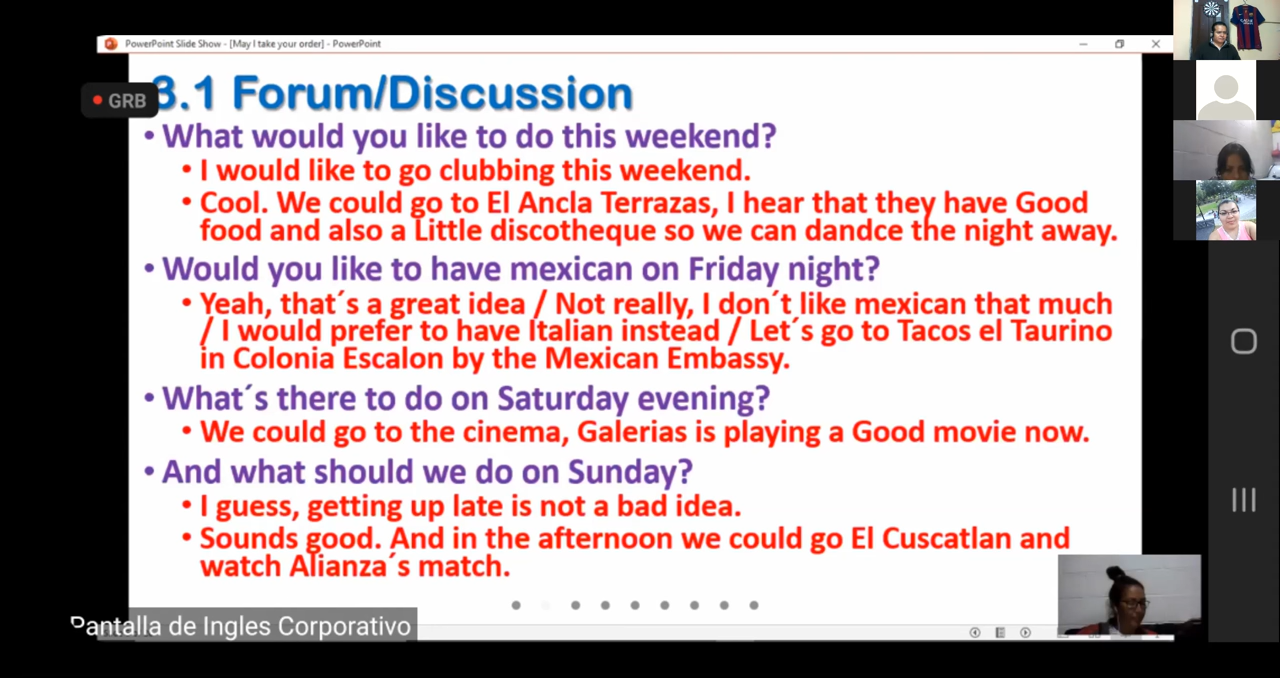 PowerPoint Slide Show - [May I take your order] - PowerPoint
GRB
3.1 Forum/Discussion
• What would you like to do this weekend?
• I would like to go clubbing this weekend.
• Cool. We could go to El Ancla Terrazas, I hear that they have Good
food and also a Little discotheque so we can dandce the night away.
• Would you like to have mexican on Friday night?
• Yeah, that´s a great idea / Not really, I don´t like mexican that much
/ I would prefer to have Italian instead / Let´s go to Tacos el Taurino
in Colonia Escalon by the Mexican Embassy.
• What´s there to do on Saturday evening?
• We could go to the cinema, Galerias is playing a Good movie now.
• And what should we do on Sunday?
• I guess, getting up late is not a bad idea.
• Sounds good. And in the afternoon we could go El Cuscatlan and
watch Alianza´s match.
Pantalla de Ingles Corporativo